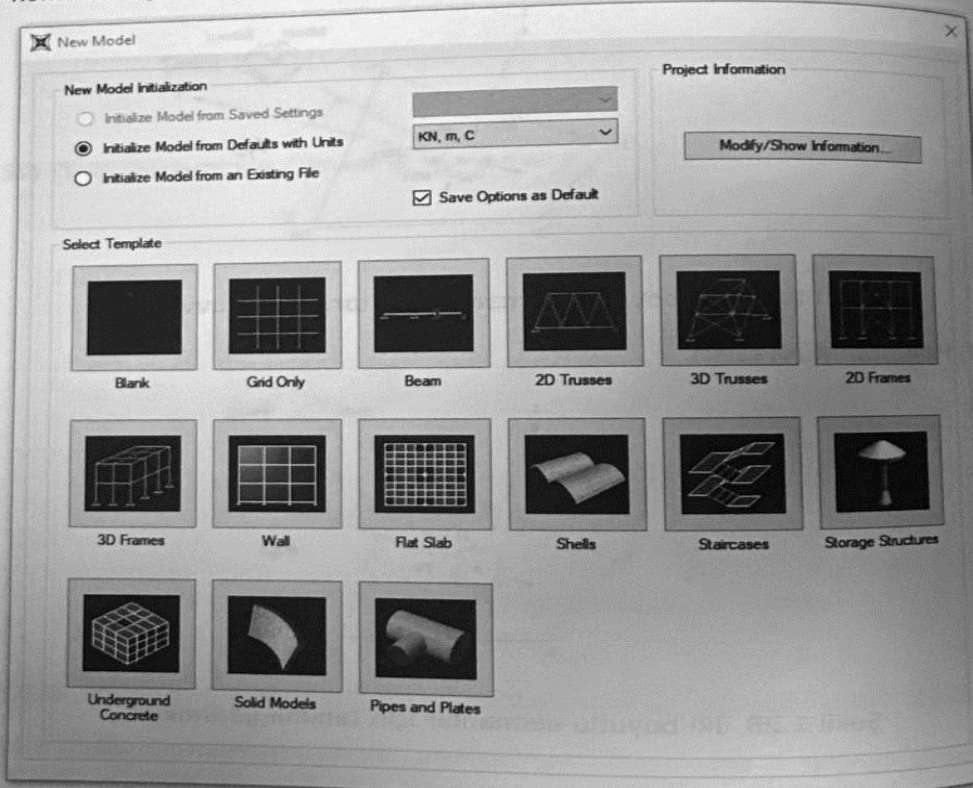 New Model
New Model Initialization
Project Information
Initialize Model from Saved Settings
Initialize Model from Defaults with Units
KN, m, C
Modify/Show Information...
Initialize Model from an Existing File
Save Options as Default
Select Template
Blank
Grid Only
Beam
2D Trusses
3D Trusses
2D Frames
3D Frames
Wall
Flat Slab
Shells
Staircases
Storage Structures
Underground
Concrete
Solid Models
Pipes and Plates